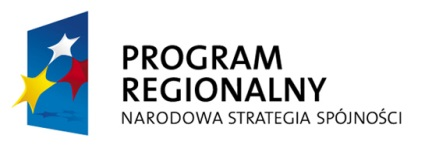 PROGRAM
REGIONALNY
NARODOWA STRATEGIA SPÓJNOŚCI